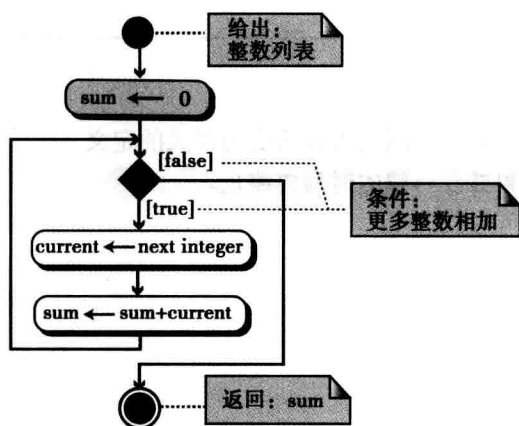 给出：
整数列表
sum ← 0
[false]
[true]
条件：
更多整数相加
current ← next integer
sum ← sum+current
返回：sum